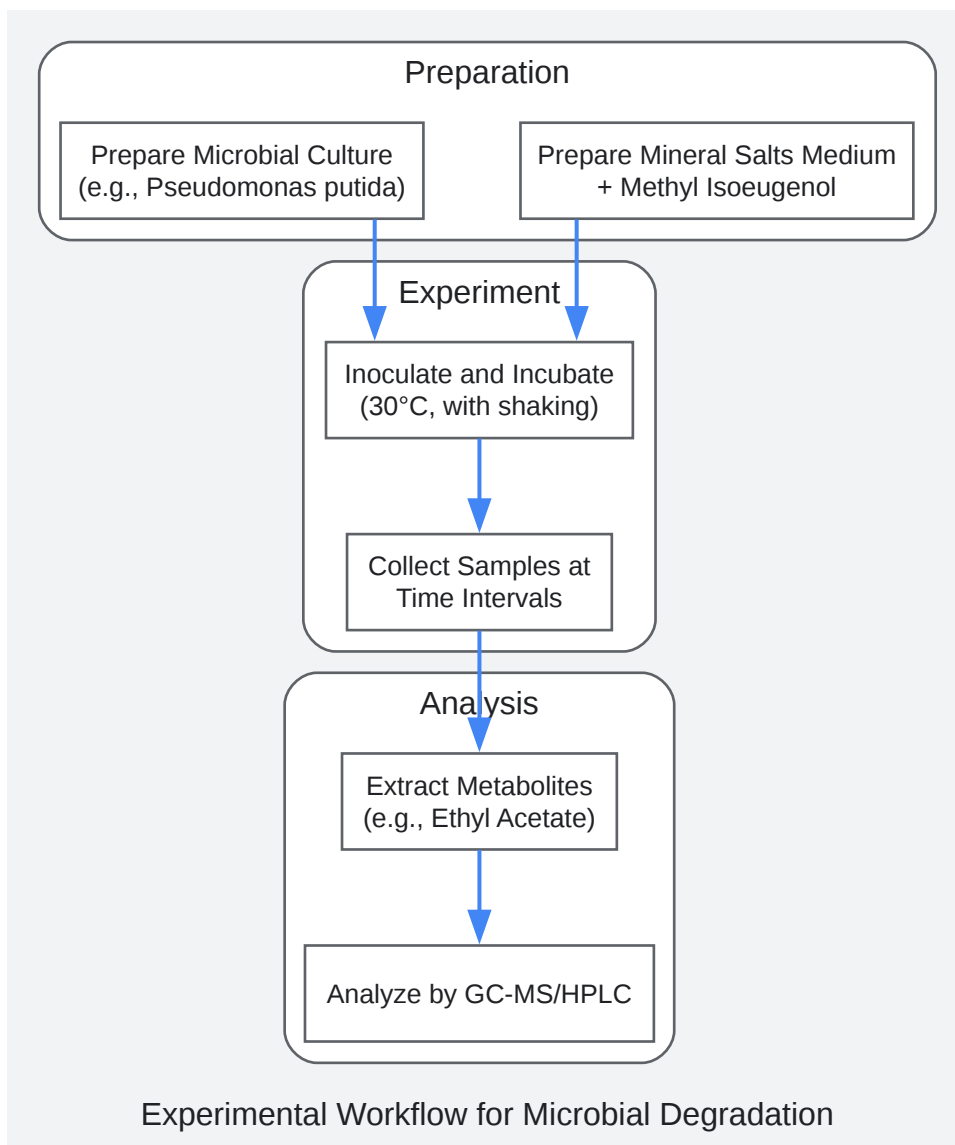 Preparation
Prepare Microbial Culture
(e.g., Pseudomonas putida)
Prepare Mineral Salts Medium
+ Methyl Isoeugenol
Experiment
Inoculate and Incubate
(30°C, with shaking)
Collect Samples at
Time Intervals
Analysis
Extract Metabolites
(e.g., Ethyl Acetate)
Analyze by GC-MS/HPLC
Experimental Workflow for Microbial Degradation